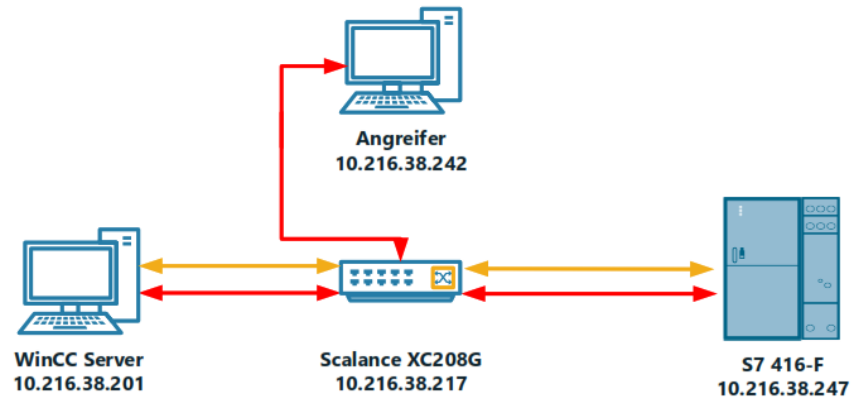 Angreifer
10.216.38.242
WinCC Server
10.216.38.201
Scalance XC208G
10.216.38.217
S7 416-F
10.216.38.247